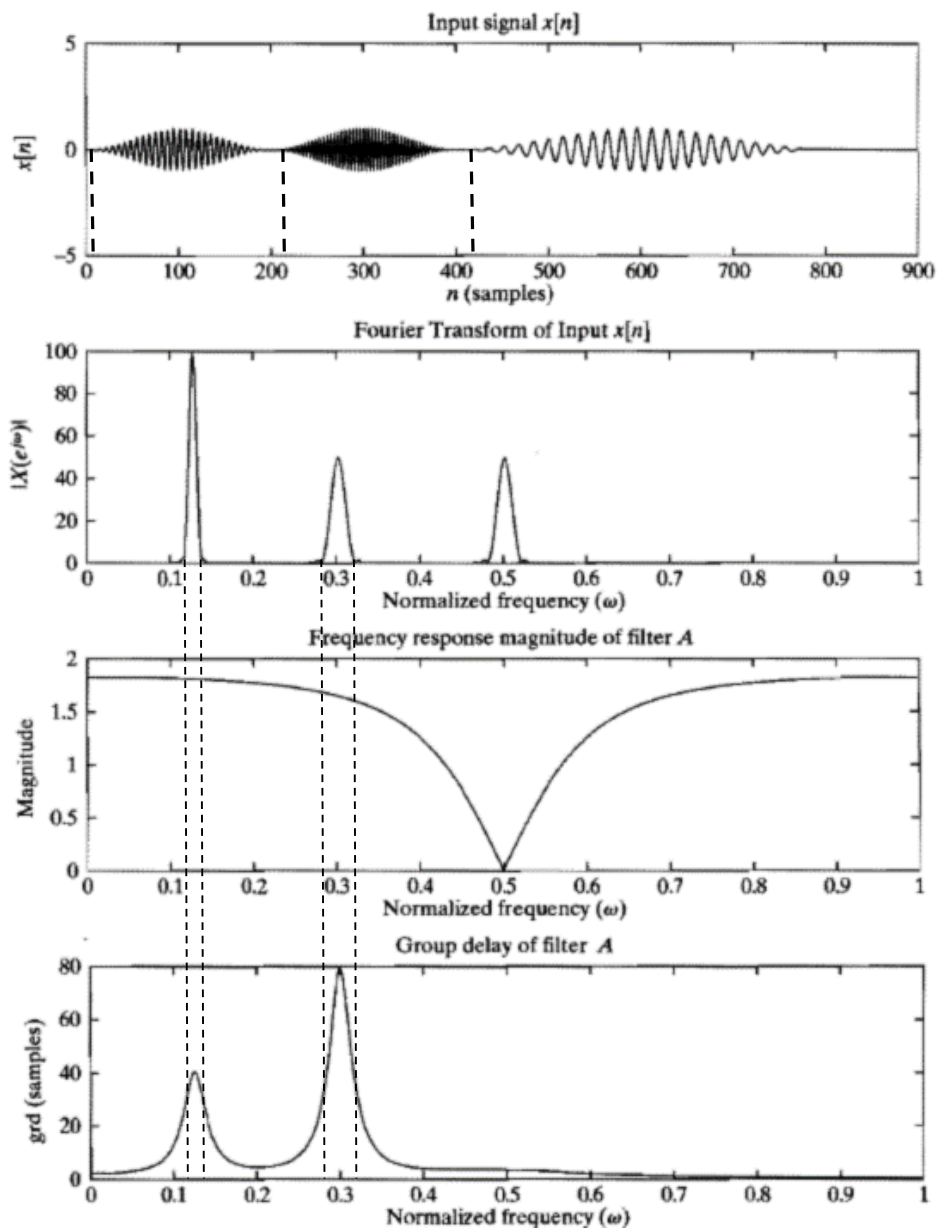 Input signal x[n]
5
0
−5
x[n]
0 100 200 300 400 500 600 700 800 900
n (samples)
Fourier Transform of Input x[n]
100
80
60
40
20
0
|X(e^jω)|
0 0.1 0.2 0.3 0.4 0.5 0.6 0.7 0.8 0.9 1
Normalized frequency (ω)
Frequency response magnitude of filter A
2
1.5
1
0.5
0
Magnitude
0 0.1 0.2 0.3 0.4 0.5 0.6 0.7 0.8 0.9 1
Normalized frequency (ω)
Group delay of filter A
80
60
40
20
0
grd (samples)
0 0.1 0.2 0.3 0.4 0.5 0.6 0.7 0.8 0.9 1
Normalized frequency (ω)